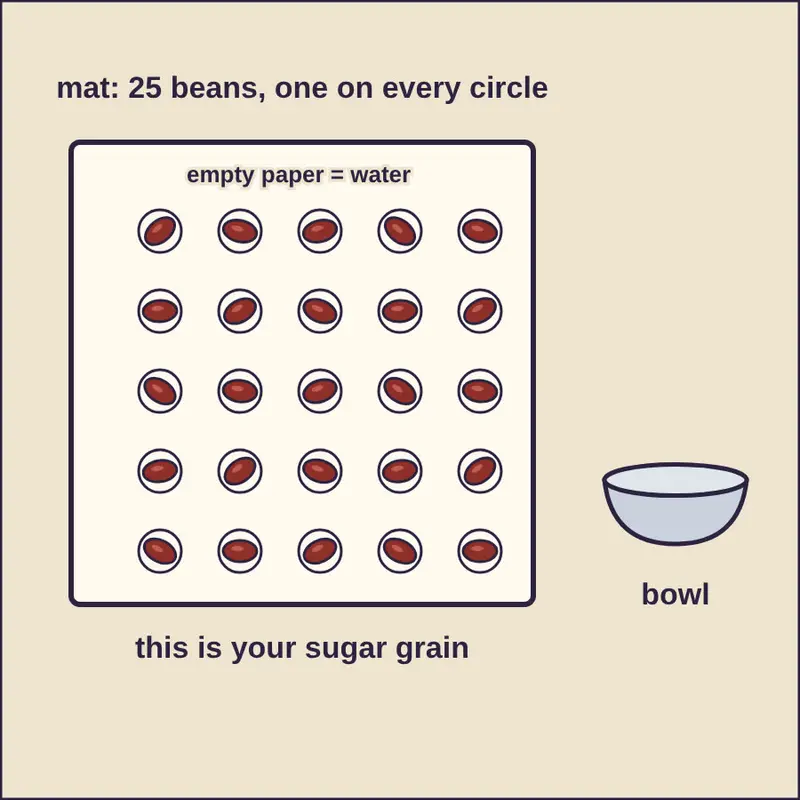 mat: 25 beans, one on every circle
empty paper = water
bowl
this is your sugar grain